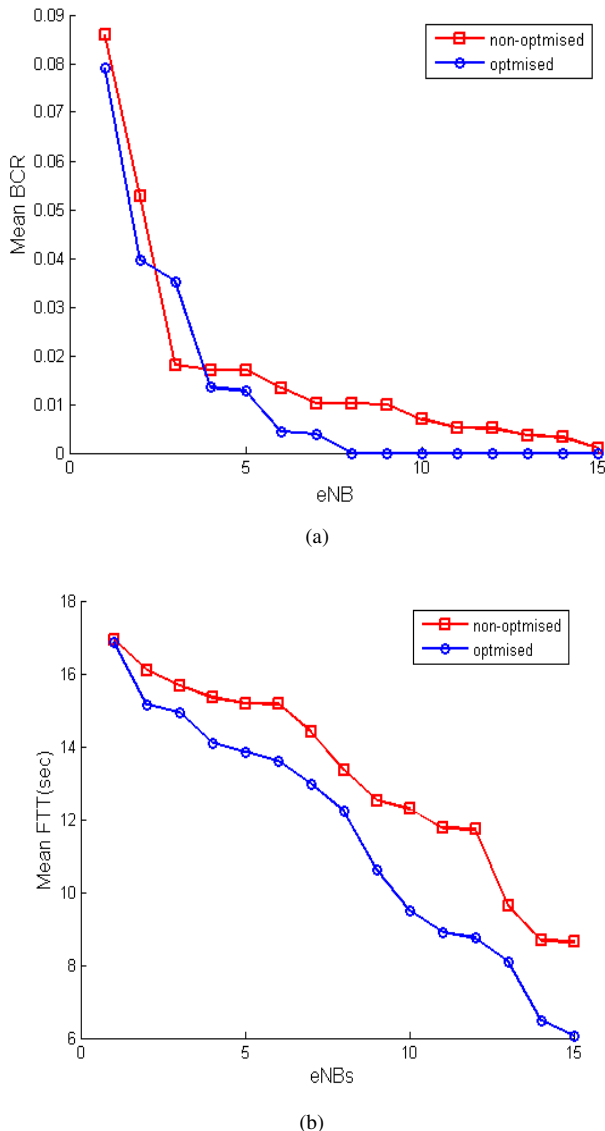 0.09
0.08
0.07
0.06
0.05
0.04
0.03
0.02
0.01
0
Mean BCR
non-optmised
optmised
0 5 10 15
eNB
(a)
18
16
14
12
10
8
6
Mean FTT(sec)
non-optmised
optmised
0 5 10 15
eNBs
(b)